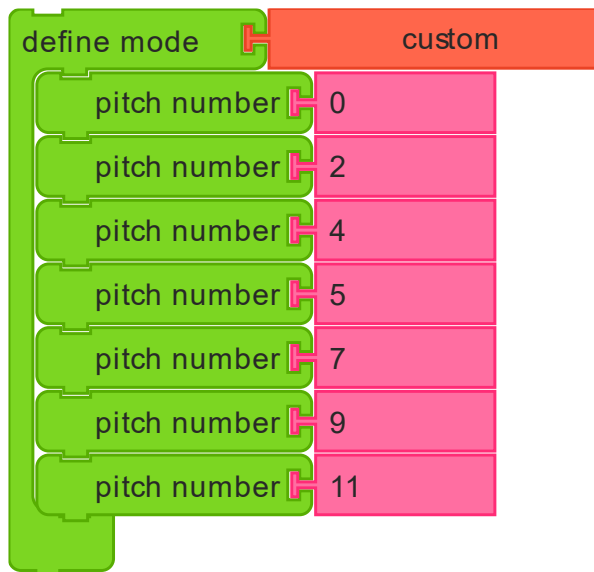 define mode custom
pitch number 0
pitch number 2
pitch number 4
pitch number 5
pitch number 7
pitch number 9
pitch number 11